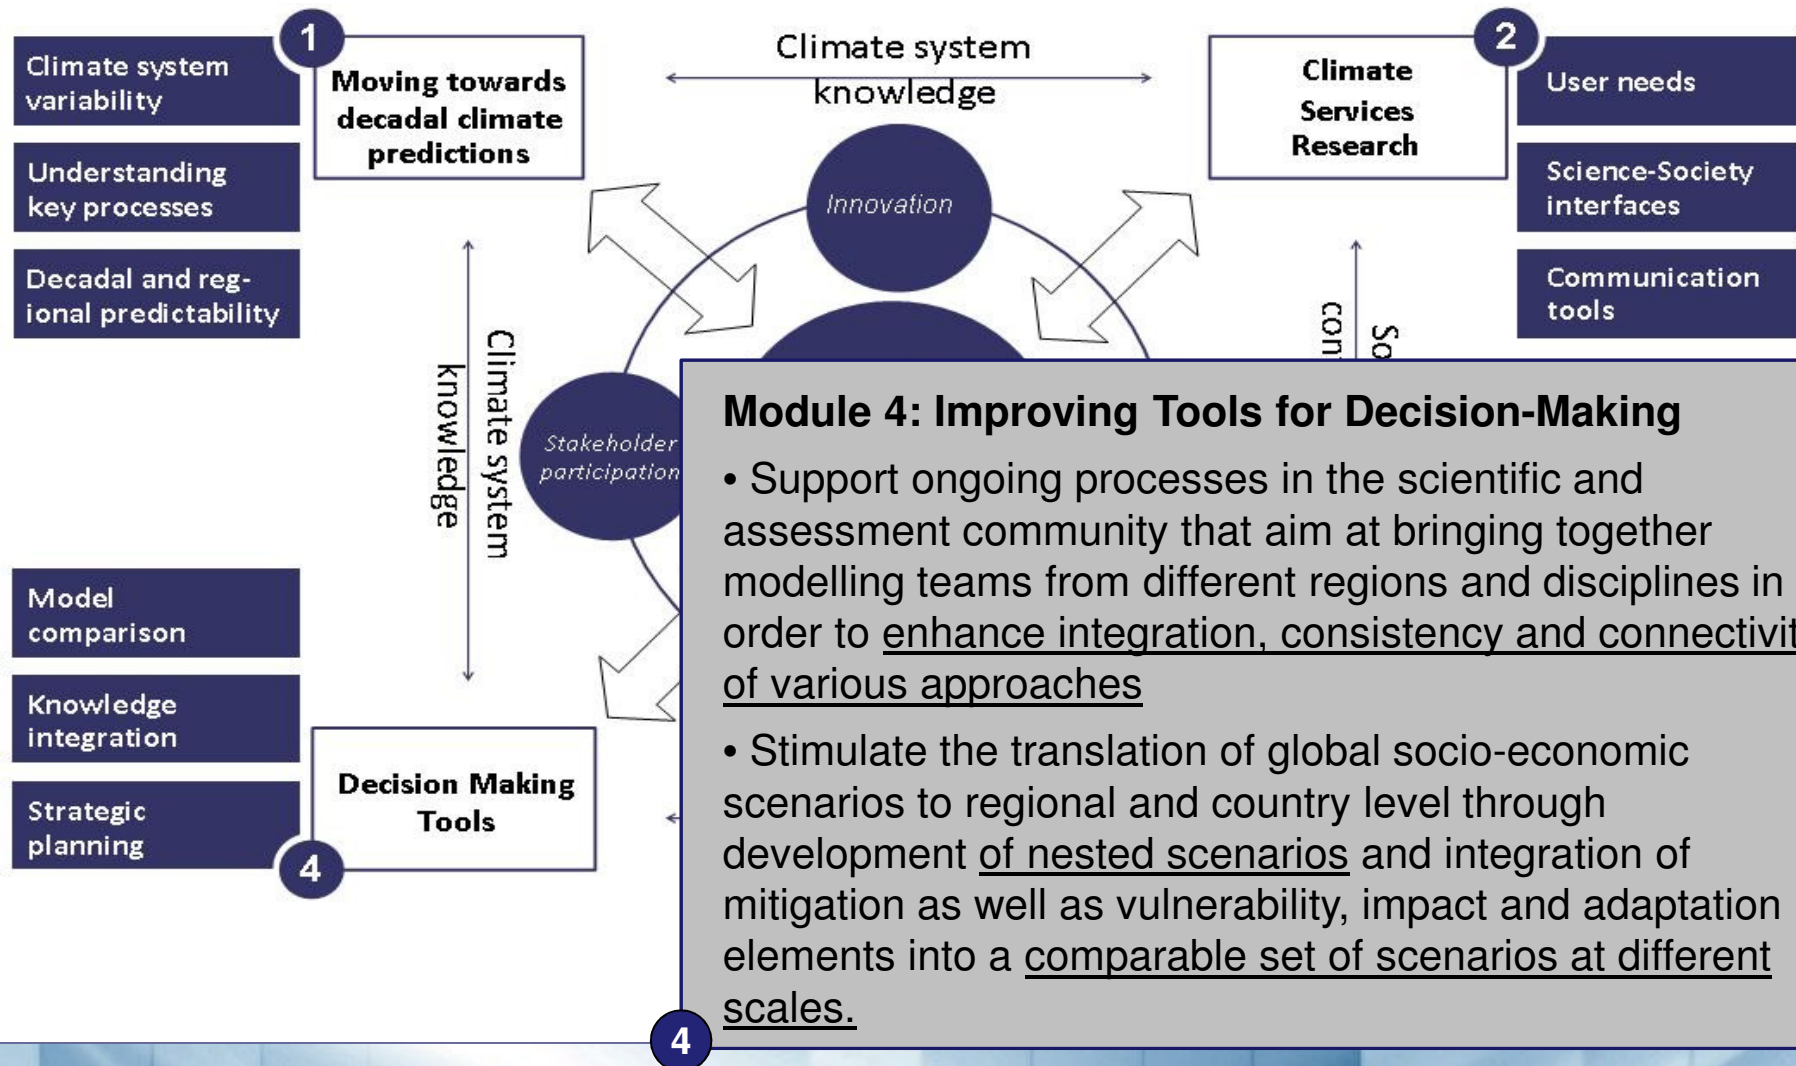 1
Climate system
variability
Understanding
key processes
Decadal and reg-
ional predictability
Moving towards
decadal climate
predictions
Climate system
knowledge
2
Climate
Services
Research
User needs
Science-Society
interfaces
Communication
tools
Innovation
Climate system
knowledge
Stakeholder
participation
Model
comparison
Knowledge
integration
Strategic
planning
Decision Making
Tools
4
Module 4: Improving Tools for Decision-Making
• Support ongoing processes in the scientific and
assessment community that aim at bringing together
modelling teams from different regions and disciplines in
order to enhance integration, consistency and connectivit
of various approaches
• Stimulate the translation of global socio-economic
scenarios to regional and country level through
development of nested scenarios and integration of
mitigation as well as vulnerability, impact and adaptation
elements into a comparable set of scenarios at different
scales.
4